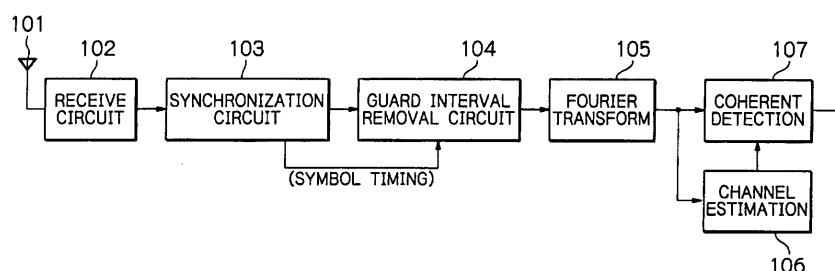 101
102
103
104
105
107
RECEIVE
CIRCUIT
SYNCHRONIZATION
CIRCUIT
GUARD INTERVAL
REMOVAL CIRCUIT
FOURIER
TRANSFORM
COHERENT
DETECTION
(SYMBOL TIMING)
CHANNEL
ESTIMATION
106